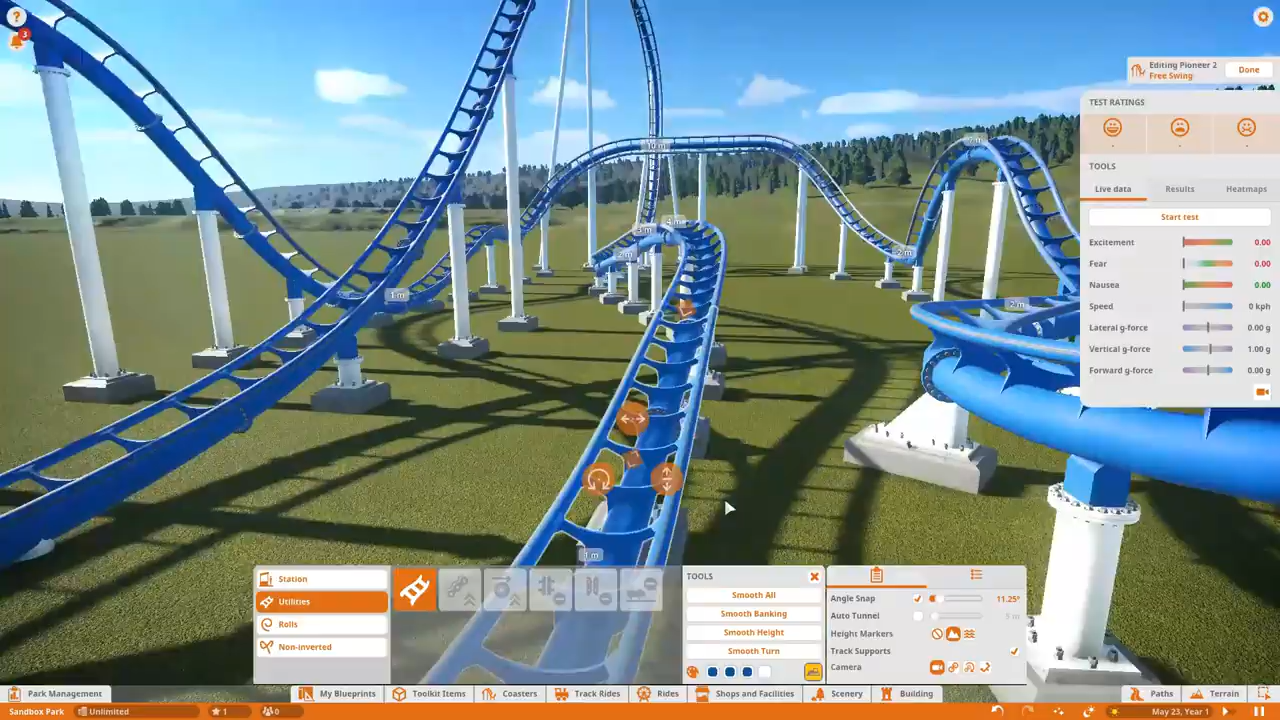 ?
3
Editing Pioneer 2
Free Swing
Done
TEST RATINGS
- - -
TOOLS
Live data Results Heatmaps
Start test
Excitement 0.00
Fear 0.00
Nausea 0.00
Speed 0 kph
Lateral g-force 0.00 g
Vertical g-force 1.00 g
Forward g-force 0.00 g
10 m
4 m
3 m
2 m
2 m
2 m
1 m
1 m
Station
Utilities
Rolls
Non-inverted
TOOLS
Smooth All
Smooth Banking
Smooth Height
Smooth Turn
Angle Snap 11.25°
Auto Tunnel 5 m
Height Markers
Track Supports
Camera
Park Management My Blueprints Toolkit Items Coasters Track Rides Rides Shops and Facilities Scenery Building Paths Terrain
Sandbox Park Unlimited 1 0 May 23, Year 1